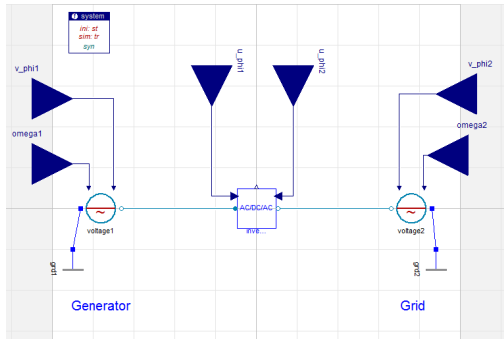 system
ini: st
sim: tr
syn
v_phi1
u_phi1
u_phi2
v_phi2
omega1
omega2
AC/DC/AC
inve...
voltage1
voltage2
grd1
grd2
Generator
Grid